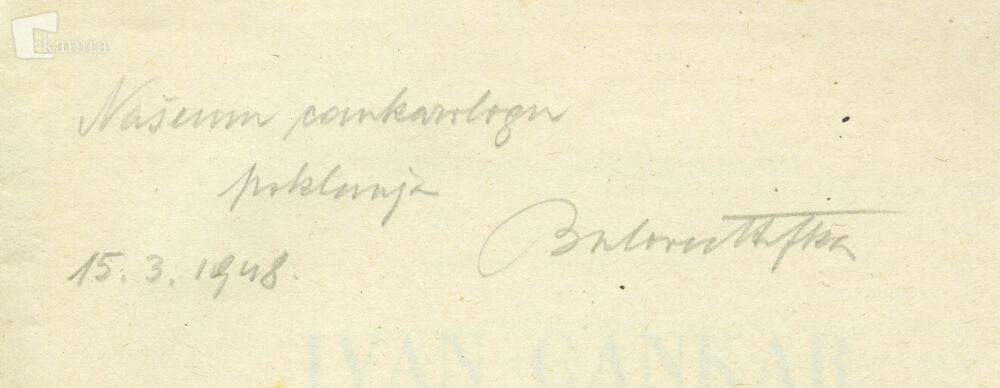 kamra
Našemu cankarologu
poklanja
15. 3. 1948.
IVAN CANKAR